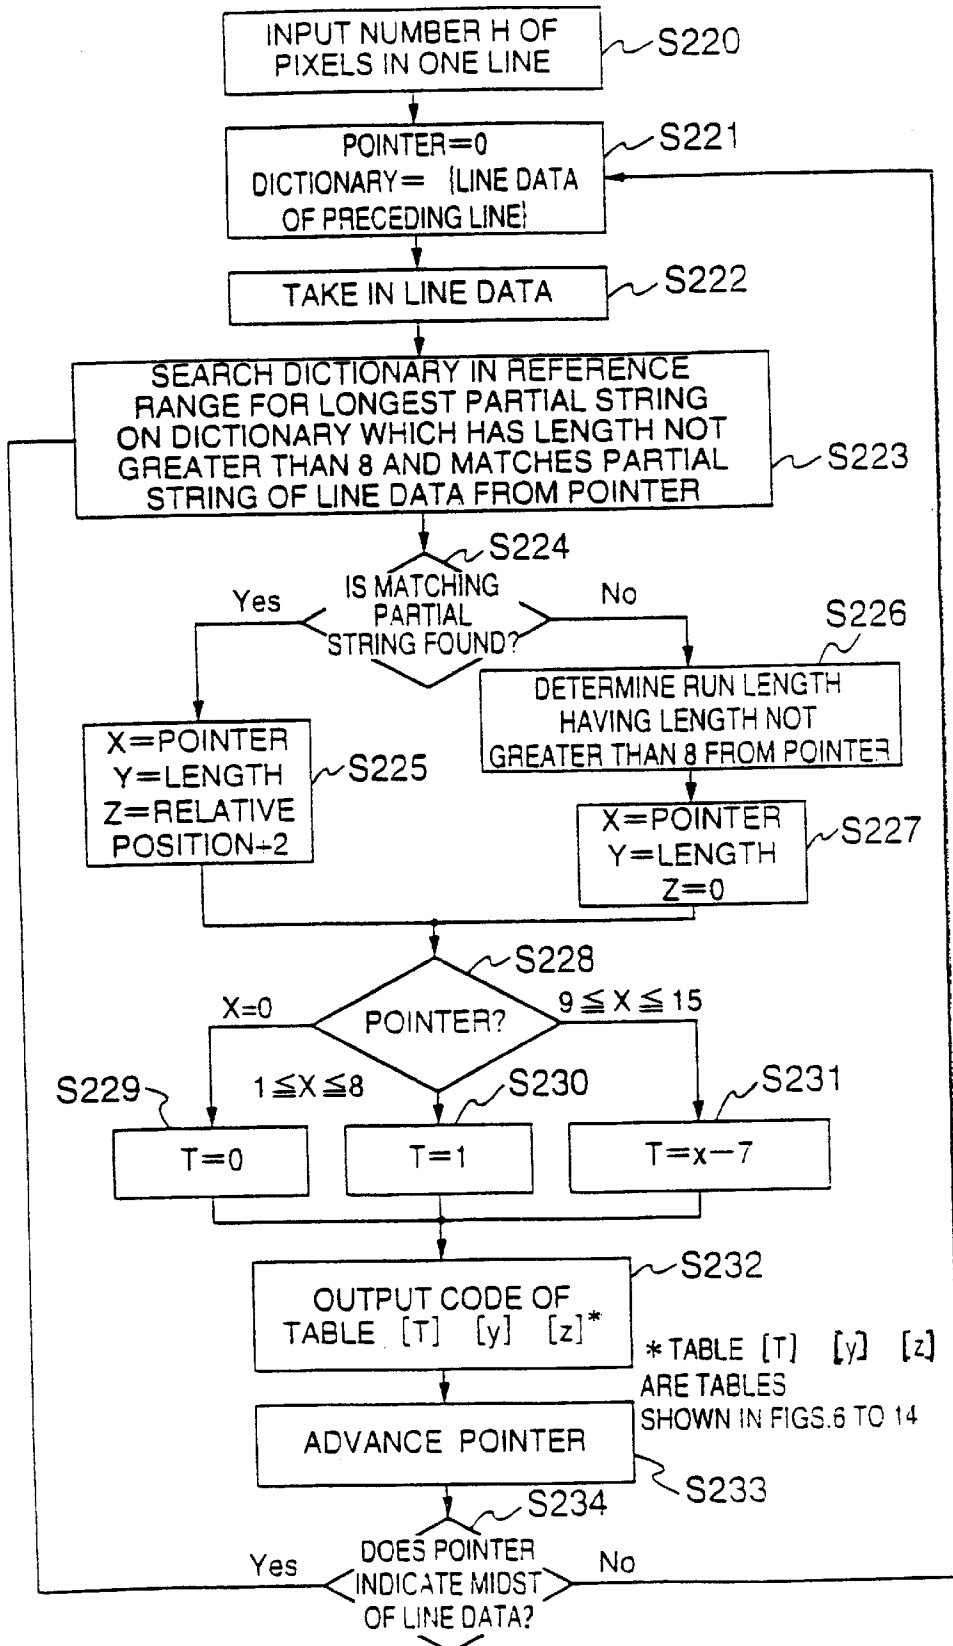 INPUT NUMBER H OF
PIXELS IN ONE LINE
S220
POINTER=0
DICTIONARY= {LINE DATA
OF PRECEDING LINE}
S221
TAKE IN LINE DATA
S222
SEARCH DICTIONARY IN REFERENCE
RANGE FOR LONGEST PARTIAL STRING
ON DICTIONARY WHICH HAS LENGTH NOT
GREATER THAN 8 AND MATCHES PARTIAL
STRING OF LINE DATA FROM POINTER
S223
S224
IS MATCHING
PARTIAL
STRING FOUND?
Yes
No
S226
DETERMINE RUN LENGTH
HAVING LENGTH NOT
GREATER THAN 8 FROM POINTER
X=POINTER
Y=LENGTH
Z=RELATIVE
POSITION÷2
S225
X=POINTER
Y=LENGTH
Z=0
S227
S228
POINTER?
X=0
9≦X≦15
1≦X≦8
S229
S230
S231
T=0
T=1
T=x−7
S232
OUTPUT CODE OF
TABLE [T] [y] [z]*
* TABLE [T] [y] [z]
ARE TABLES
SHOWN IN FIGS.6 TO 14
ADVANCE POINTER
S233
S234
DOES POINTER
INDICATE MIDST
OF LINE DATA?
Yes
No